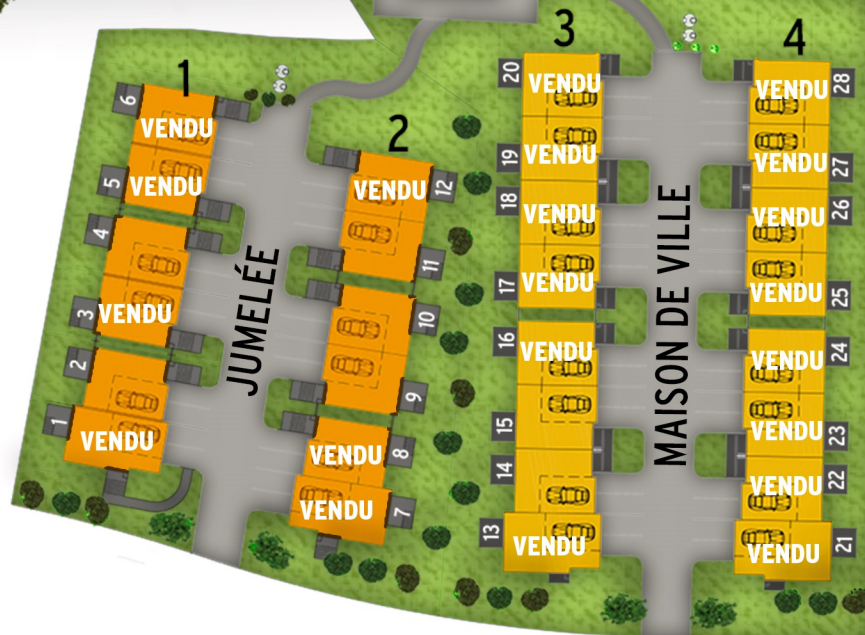 1
6
VENDU
5
VENDU
4
3
VENDU
2
1
VENDU
JUMELÉE
2
VENDU
12
11
10
9
VENDU
8
VENDU
7
3
20
VENDU
19
VENDU
18
VENDU
17
VENDU
16
VENDU
15
14
13
VENDU
MAISON DE VILLE
4
VENDU
28
VENDU
27
VENDU
26
VENDU
25
VENDU
24
VENDU
23
VENDU
22
VENDU
21